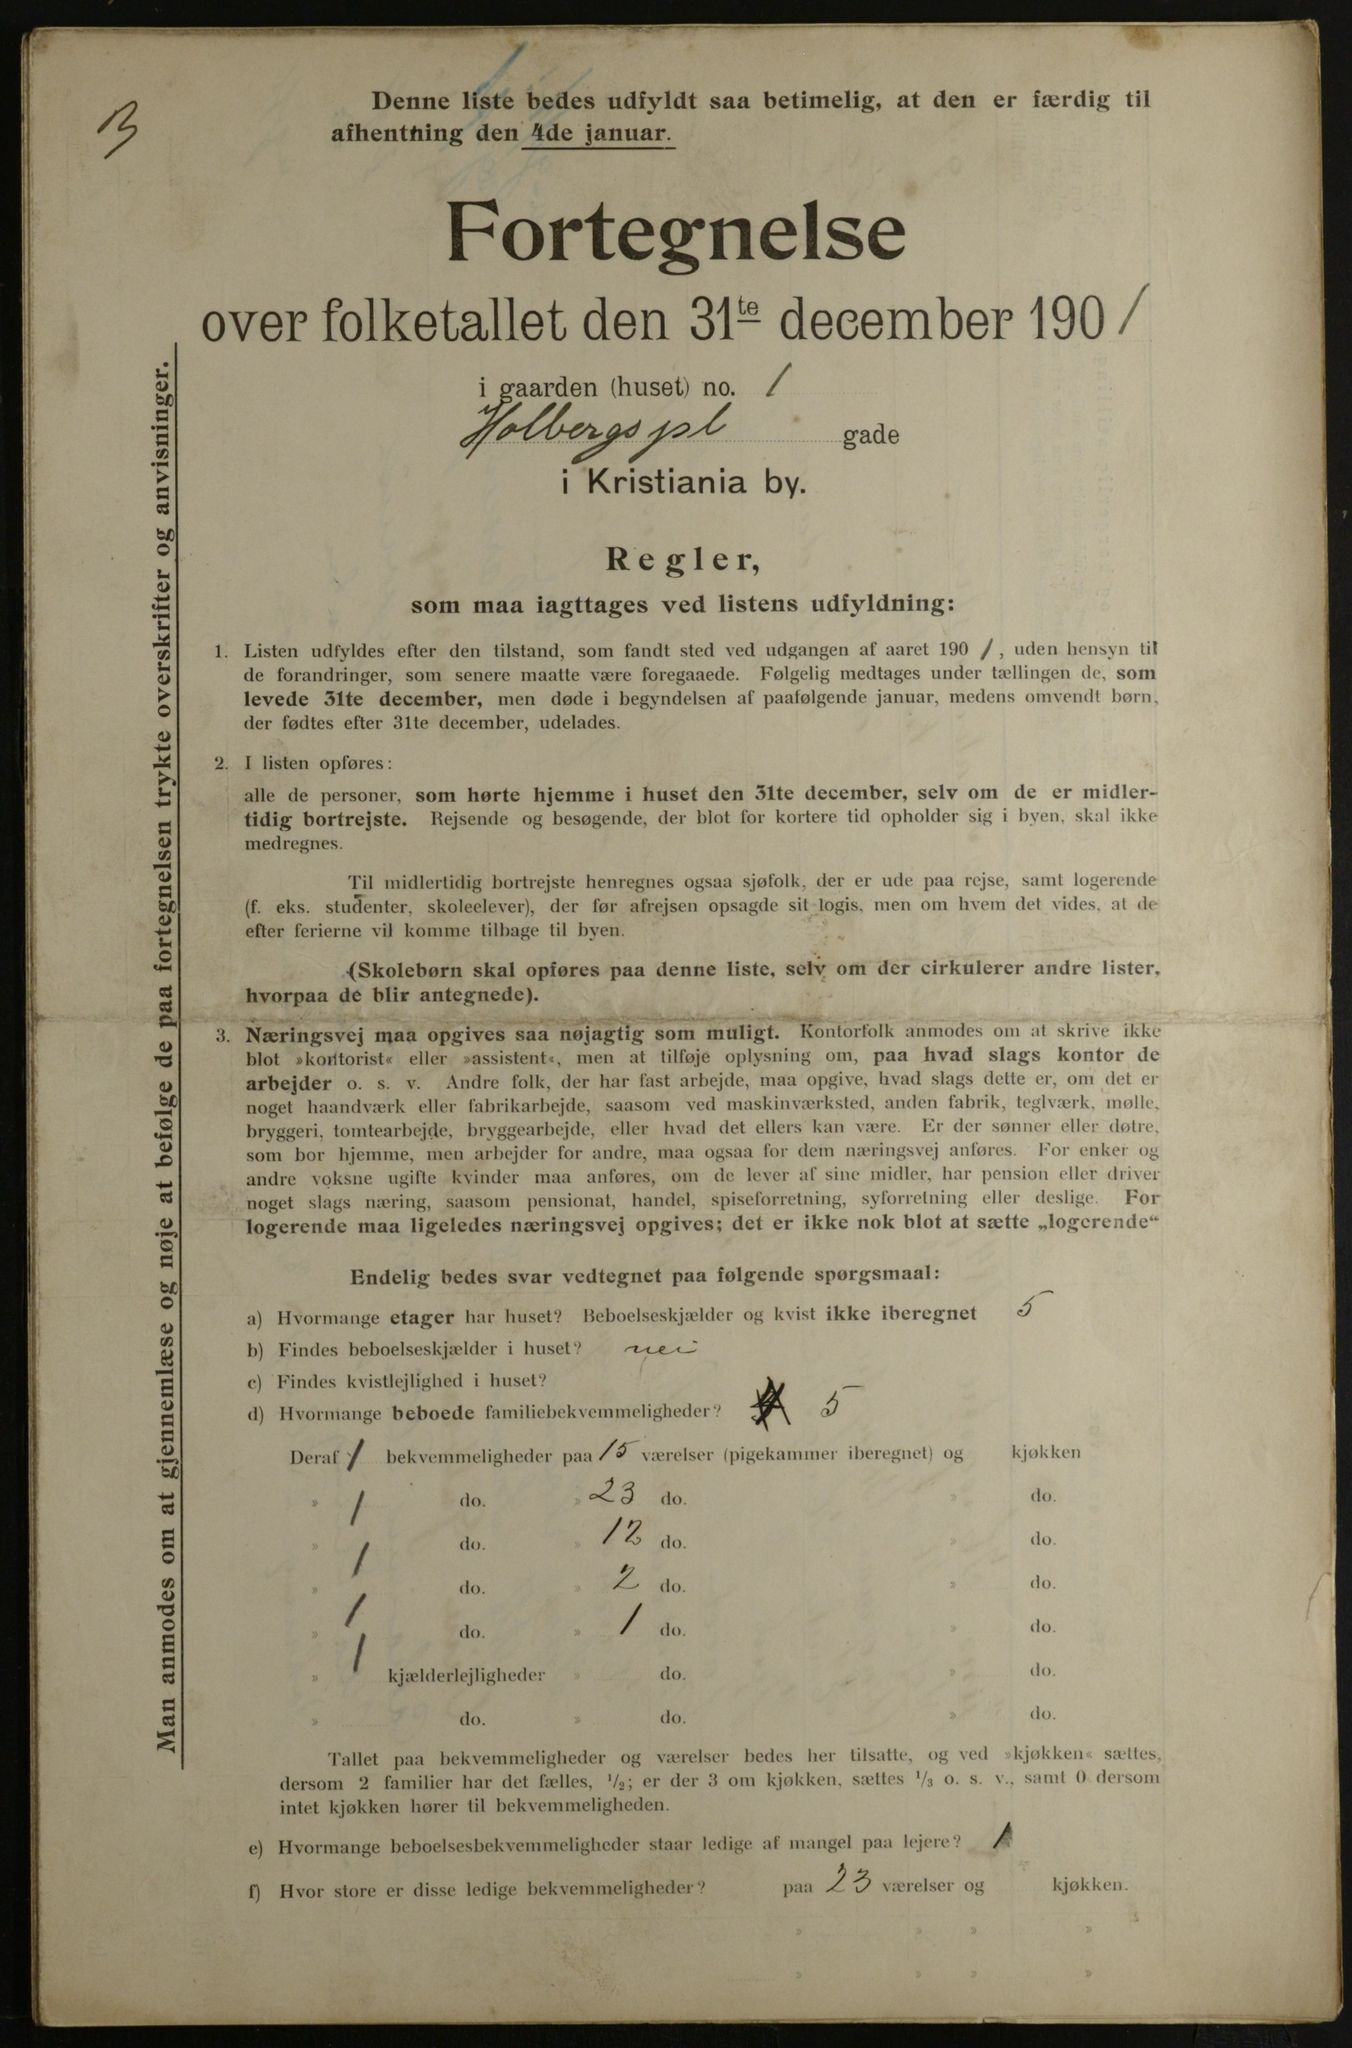 B
Denne liste bedes udfyldt saa betimelig, at den er færdig til
afhentning den 4de januar.
Fortegnelse
over folketallet den 31te december 1901
i gaarden (huset) no. 1
Holbergs pl gade
i Kristiania by.
Regler,
som maa iagttages ved listens udfyldning:
1. Listen udfyldes efter den tilstand, som fandt sted ved udgangen af aaret 1901, uden hensyn til
de forandringer, som senere maatte være foregaaede. Følgelig medtages under tællingen de, som
levede 31te december, men døde i begyndelsen af paafølgende januar, medens omvendt børn,
der fødtes efter 31te december, udelades.
2. I listen opføres:
alle de personer, som hørte hjemme i huset den 31te december, selv om de er midler-
tidig bortrejste. Rejsende og besøgende, der blot for kortere tid opholder sig i byen, skal ikke
medregnes.
Til midlertidig bortrejste henregnes ogsaa sjøfolk, der er ude paa rejse, samt logerende
(f. eks. studenter, skoleelever), der før afrejsen opsagde sit logis, men om hvem det vides, at de
efter ferierne vil komme tilbage til byen.
(Skolebørn skal opføres paa denne liste, selv om der cirkulerer andre lister,
hvorpaa de blir antegnede).
3. Næringsvej maa opgives saa nøjagtig som muligt. Kontorfolk anmodes om at skrive ikke
blot »kontorist« eller »assistent«, men at tilføje oplysning om, paa hvad slags kontor de
arbejder o. s. v. Andre folk, der har fast arbejde, maa opgive, hvad slags dette er, om det er
noget haandværk eller fabrikarbejde, saasom ved maskinværksted, anden fabrik, teglværk, mølle,
bryggeri, tomtearbejde, bryggearbejde, eller hvad det ellers kan være. Er der sønner eller døtre,
som bor hjemme, men arbejder for andre, maa ogsaa for dem næringsvej anføres. For enker og
andre voksne ugifte kvinder maa anføres, om de lever af sine midler, har pension eller driver
noget slags næring, saasom pensionat, handel, spiseforretning, syforretning eller deslige. For
logerende maa ligeledes næringsvej opgives; det er ikke nok blot at sætte „logerende“
Endelig bedes svar vedtegnet paa følgende spørgsmaal:
a) Hvormange etager har huset? Beboelseskjælder og kvist ikke iberegnet 5
b) Findes beboelseskjælder i huset? nei
c) Findes kvistlejlighed i huset?
d) Hvormange beboede familiebekvemmeligheder? 5
Deraf 1 bekvemmeligheder paa 15 værelser (pigekammer iberegnet) og kjøkken
» 1 do. » 23 do. » do.
» 1 do. » 12 do. » do.
» 1 do. » 2 do. » do.
» 1 do. » 1 do. » do.
» kjælderlejligheder » do. » do.
» do. » do. » do.
Tallet paa bekvemmeligheder og værelser bedes her tilsatte, og ved »kjøkken« sættes,
dersom 2 familier har det fælles, 1/2; er der 3 om kjøkken, sættes 1/3 o. s. v., samt 0 dersom
intet kjøkken hører til bekvemmeligheden.
e) Hvormange beboelsesbekvemmeligheder staar ledige af mangel paa lejere? 1
f) Hvor store er disse ledige bekvemmeligheder? paa 23 værelser og kjøkken.
» » »
» » » »
Man anmodes om at gjennemlæse og nøje at befølge de paa fortegnelsen trykte overskrifter og anvisninger.